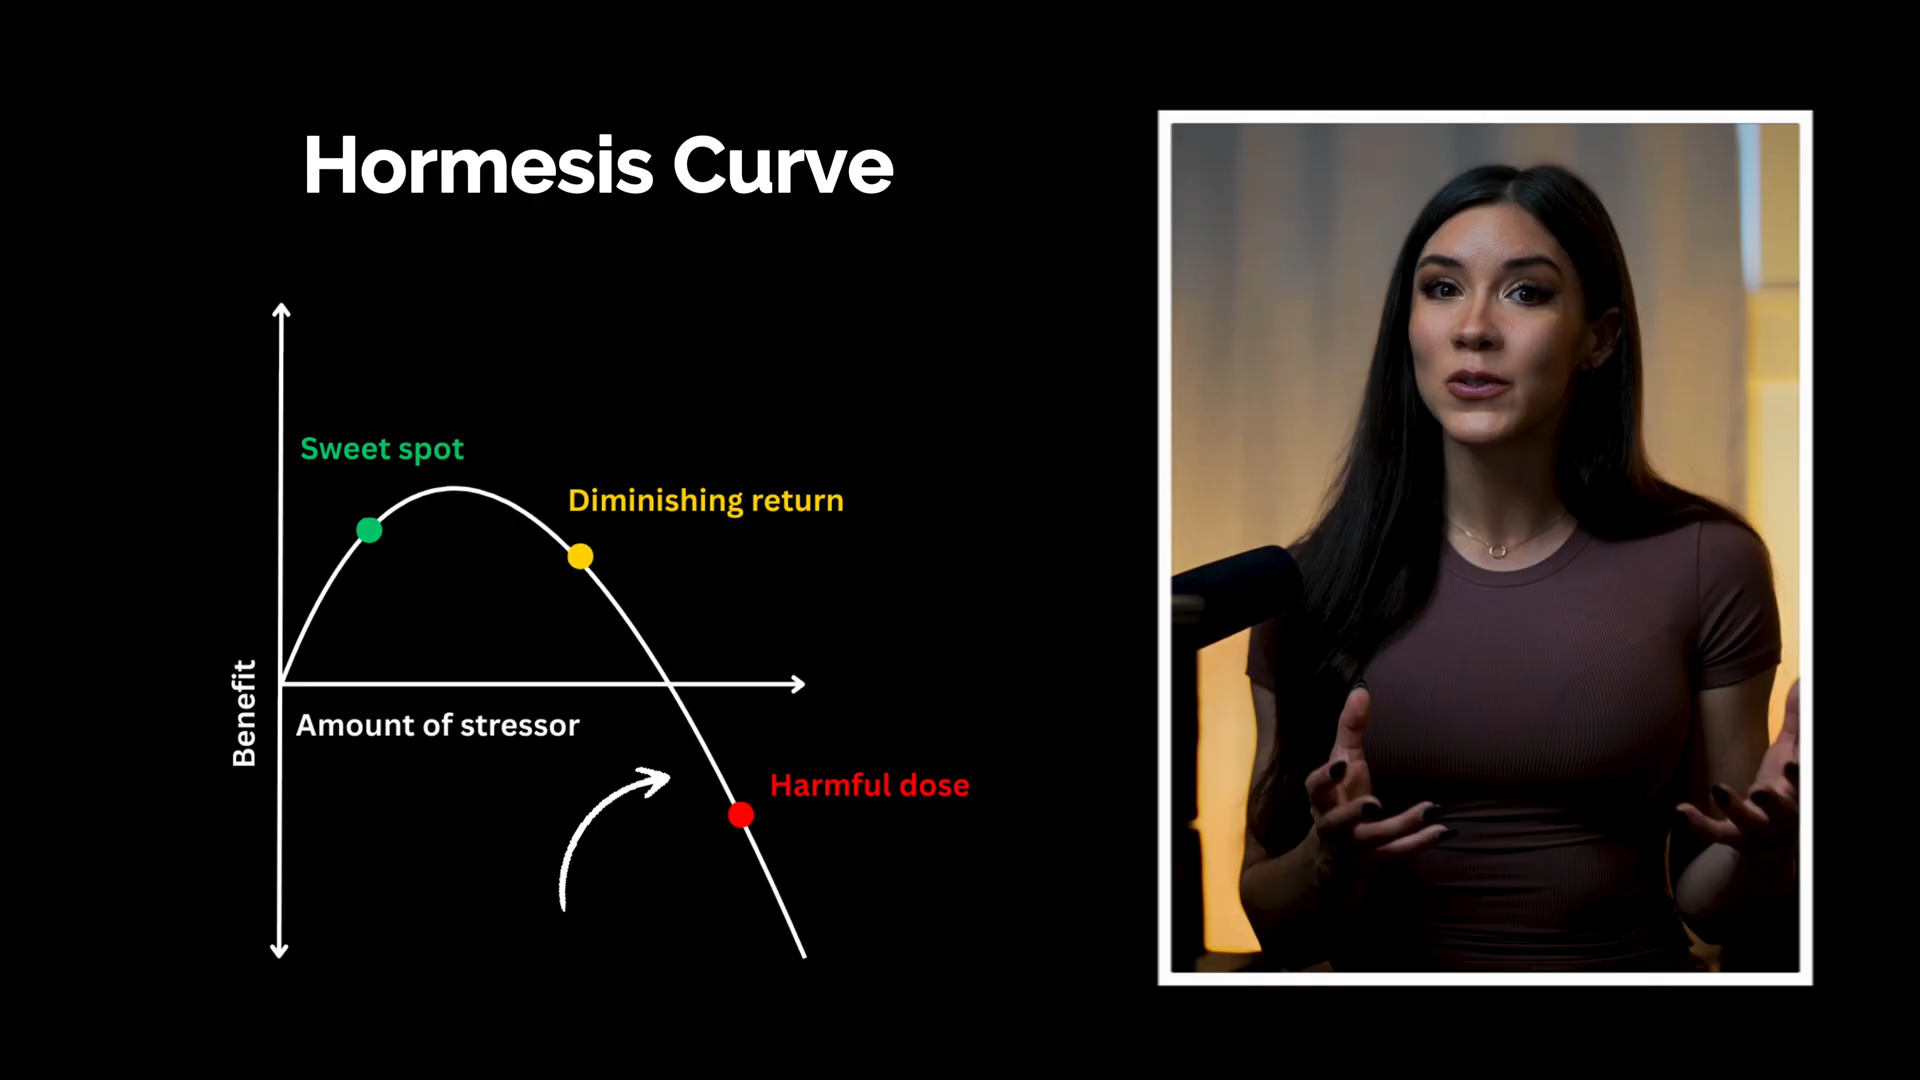 Hormesis Curve
Sweet spot
Diminishing return
Benefit
Amount of stressor
Harmful dose